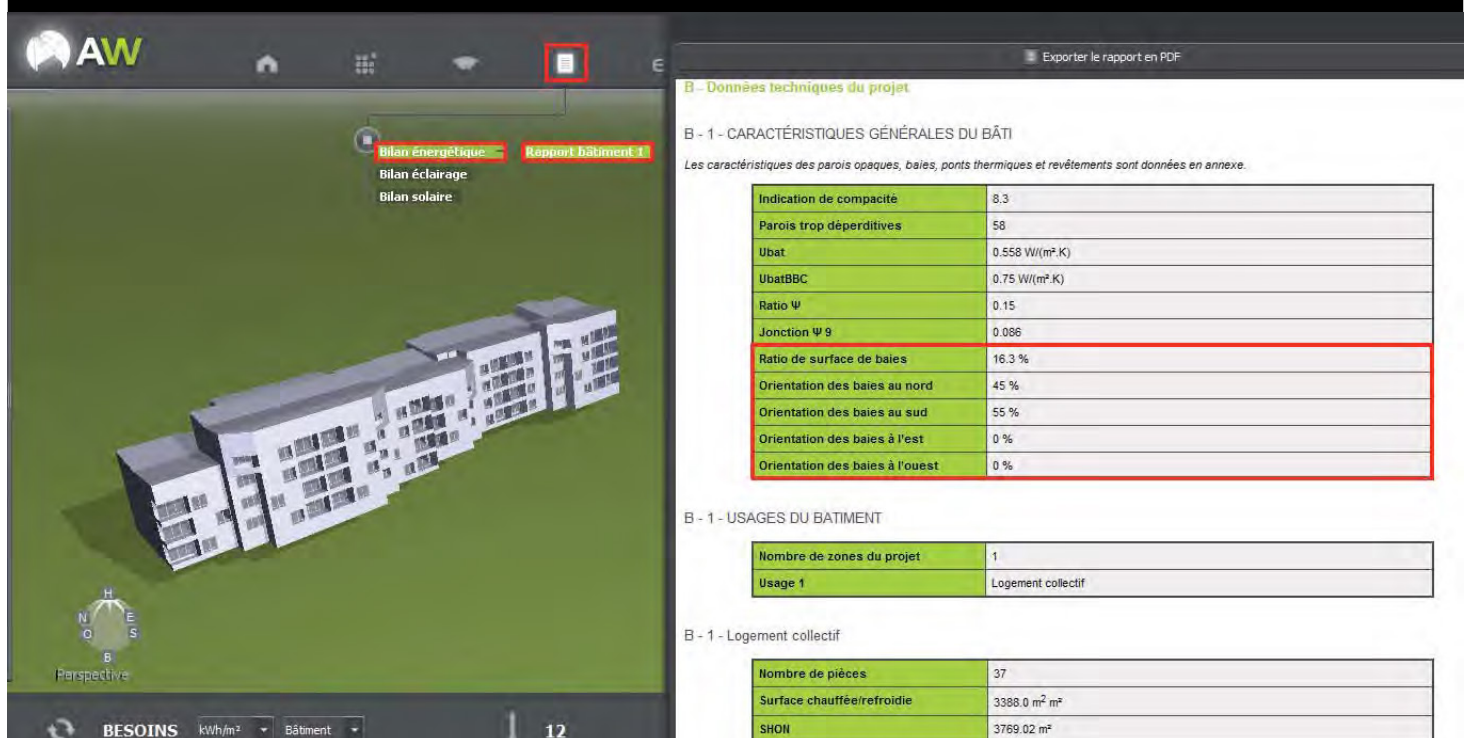 AW
Exporter le rapport en PDF
B - Données techniques du projet
Bilan énergétique Rapport bâtiment 1
Bilan éclairage
Bilan solaire
B - 1 - CARACTÉRISTIQUES GÉNÉRALES DU BÂTI
Les caractéristiques des parois opaques, baies, ponts thermiques et revêtements sont données en annexe.
Indication de compacité 8.3
Parois trop déperditives 58
Ubat 0.558 W/(m².K)
UbatBBC 0.75 W/(m².K)
Ratio Ψ 0.15
Jonction Ψ 9 0.086
Ratio de surface de baies 16.3 %
Orientation des baies au nord 45 %
Orientation des baies au sud 55 %
Orientation des baies à l'est 0 %
Orientation des baies à l'ouest 0 %
B - 1 - USAGES DU BATIMENT
Nombre de zones du projet 1
Usage 1 Logement collectif
B - 1 - Logement collectif
Nombre de pièces 37
Surface chauffée/refroidie 3388.0 m² m²
SHON 3769.02 m²
H
N E
O S
B
Perspective
BESOINS kWh/m² Bâtiment 12